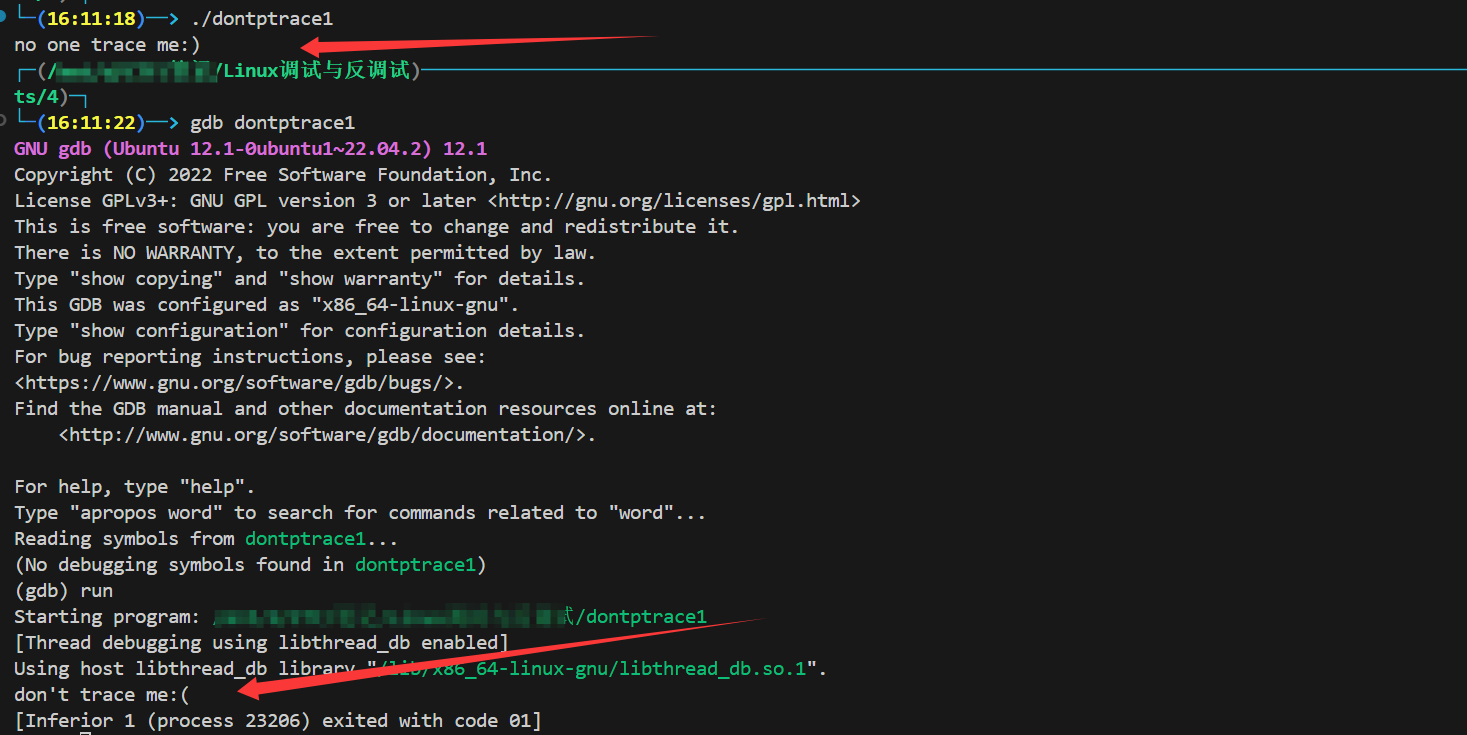 (16:11:18)——> ./dontptrace1
no one trace me:)
(/ /Linux调试与反调试)
ts/4)
(16:11:22)——> gdb dontptrace1
GNU gdb (Ubuntu 12.1-0ubuntu1~22.04.2) 12.1
Copyright (C) 2022 Free Software Foundation, Inc.
License GPLv3+: GNU GPL version 3 or later <http://gnu.org/licenses/gpl.html>
This is free software: you are free to change and redistribute it.
There is NO WARRANTY, to the extent permitted by law.
Type "show copying" and "show warranty" for details.
This GDB was configured as "x86_64-linux-gnu".
Type "show configuration" for configuration details.
For bug reporting instructions, please see:
<https://www.gnu.org/software/gdb/bugs/>.
Find the GDB manual and other documentation resources online at:
<http://www.gnu.org/software/gdb/documentation/>.
For help, type "help".
Type "apropos word" to search for commands related to "word"...
Reading symbols from dontptrace1...
(No debugging symbols found in dontptrace1)
(gdb) run
Starting program: /dontptrace1
[Thread debugging using libthread_db enabled]
Using host libthread_db library "/lib/x86_64-linux-gnu/libthread_db.so.1".
don't trace me:(
[Inferior 1 (process 23206) exited with code 01]